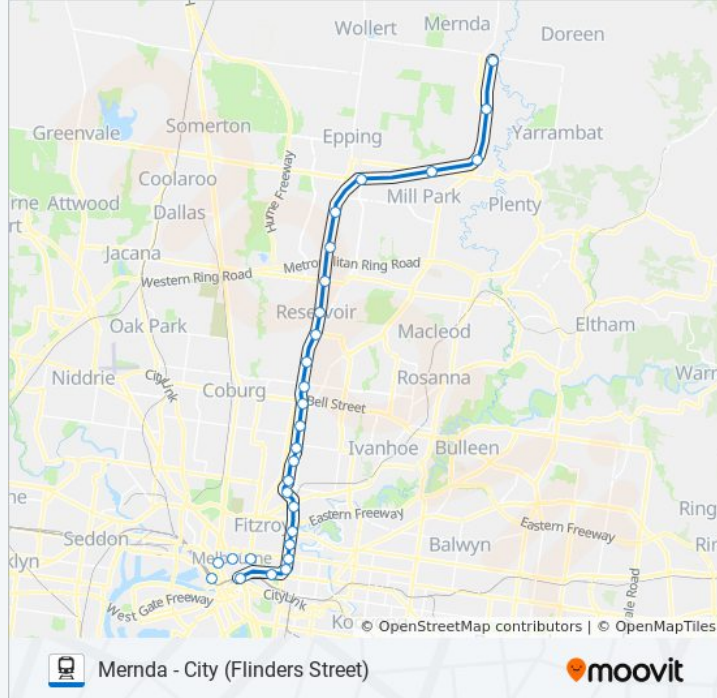 Wollert
Mernda
Doreen
Greenvale
Somerton
Epping
Yarrambat
Coolaroo
Mill Park
Plenty
Hume Freeway
Attwood
Dallas
Jacana
Metropolitan Ring Road
Western Ring Road
Reservoir
Oak Park
Macleod
Eltham
Niddrie
CityLink
Coburg
Rosanna
Bell Street
Ivanhoe
Bulleen
Fitzroy
Eastern Freeway
Eastern Freeway
Seddon
Melbourne
Balwyn
CityLink
West Gate Freeway
© OpenStreetMap contributors | © OpenMapTiles
Mernda - City (Flinders Street)
moovit